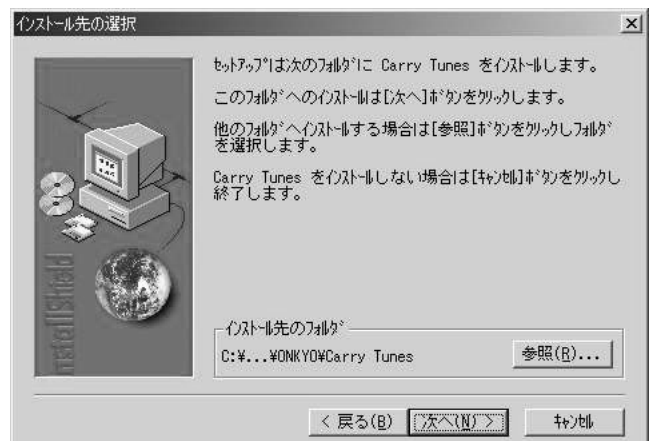 インストール先の選択
セットアップは次のフォルダに Carry Tunes をインストールします。
このフォルダへのインストールは[次へ]ボタンをクリックします。
他のフォルダへインストールする場合は[参照]ボタンをクリックしフォルダ
を選択します。
Carry Tunes をインストールしない場合は[キャンセル]ボタンをクリックし
終了します。
InstallShield
インストール先のフォルダ
C:¥...¥ONKYO¥Carry Tunes
参照(R)...
< 戻る(B)
次へ(N) >
キャンセル